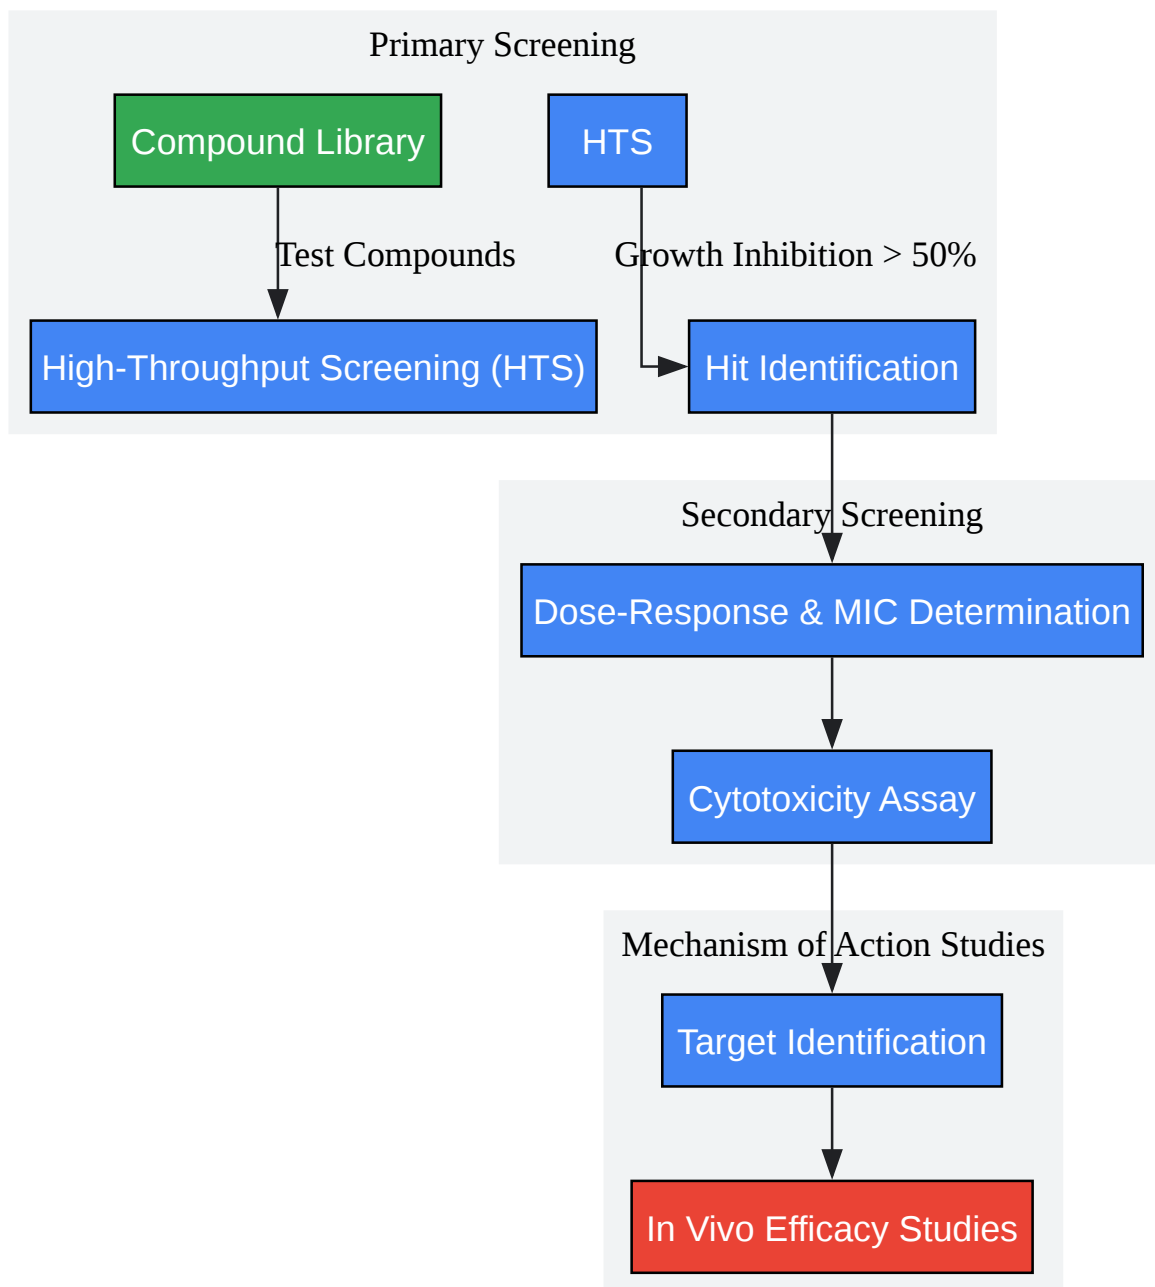 Primary Screening
Compound Library
HTS
Test Compounds
Growth Inhibition > 50%
High-Throughput Screening (HTS)
Hit Identification
Secondary Screening
Dose-Response & MIC Determination
Cytotoxicity Assay
Mechanism of Action Studies
Target Identification
In Vivo Efficacy Studies